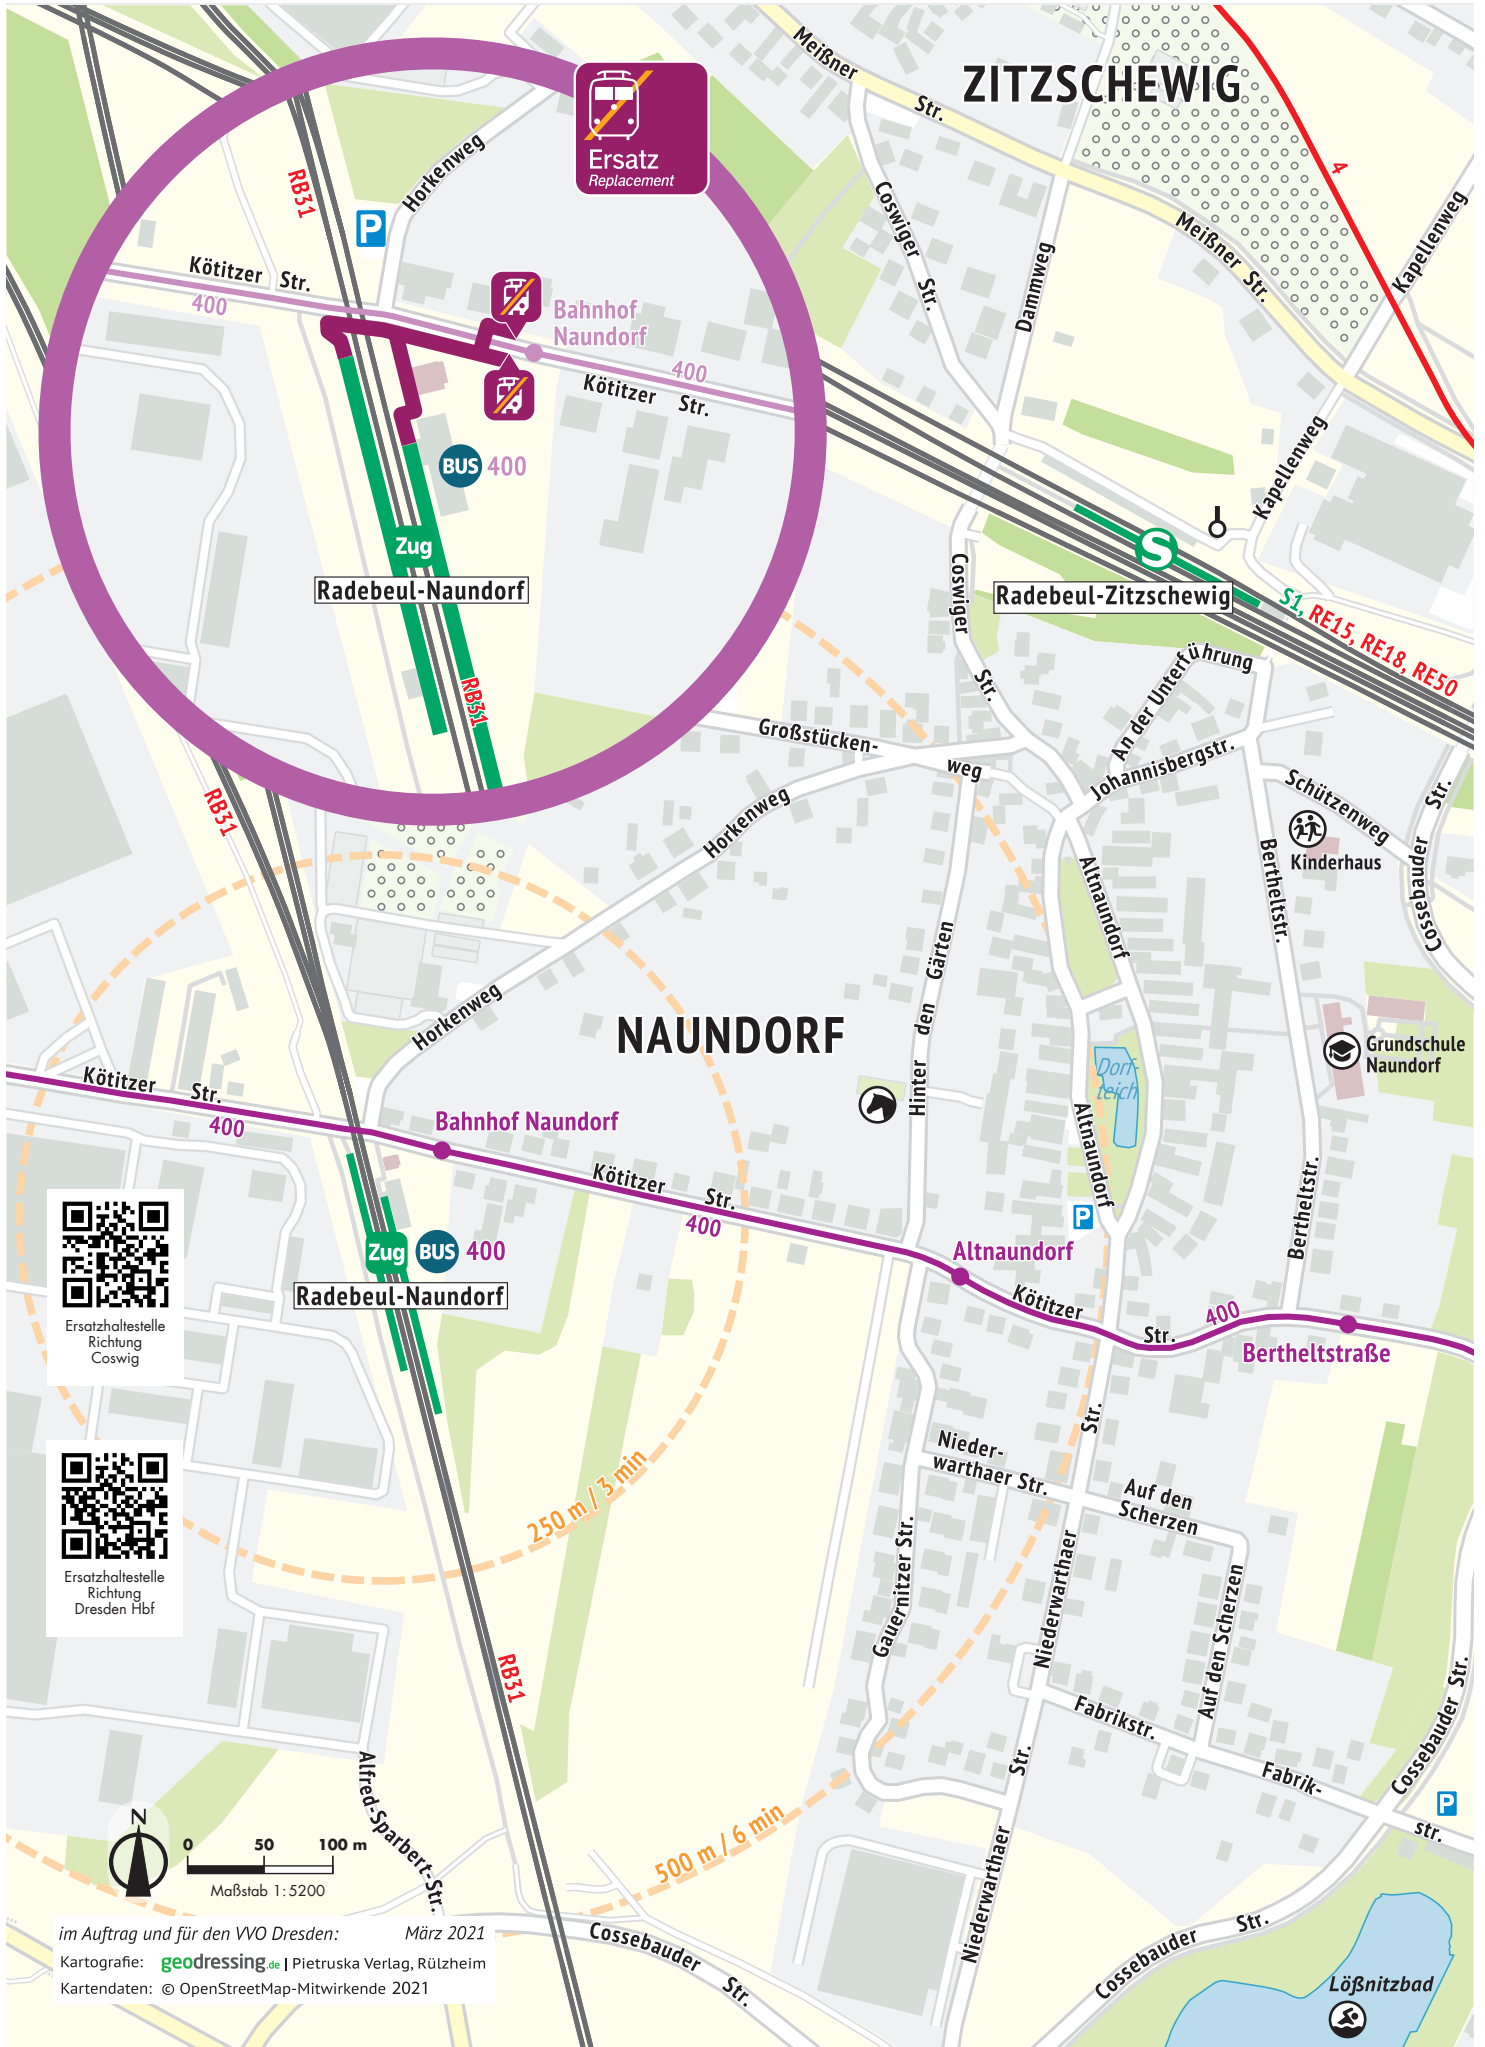 ZITZSCHEWIG
Meißner
Str.
Ersatz
Replacement
Horkenweg
RB31
P
4
Coswiger
Str.
Dammweg
Meißner Str.
Kapellenweg
Kötitzer Str.
400
Bahnhof
Naundorf
400
Kötitzer Str.
BUS 400
Zug
Radebeul-Naundorf
RB31
Kapellenweg
S
Radebeul-Zitzschewig
S1, RE15, RE18, RE50
Coswiger
Str.
An der Unterführung
Johannisbergstr.
Großstücken-
weg
Horkenweg
RB31
Schützenweg
Str.
Cossebauder
Kinderhaus
Bertheltstr.
Altnaundorf
Hinter den Gärten
Horkenweg
NAUNDORF
Grundschule
Naundorf
Dorf-
teich
Altnaundorf
Bertheltstr.
P
Kötitzer Str.
400
Bahnhof Naundorf
Kötitzer Str.
400
Zug
BUS 400
Radebeul-Naundorf
Altnaundorf
Kötitzer
Str.
400
Bertheltstraße
Ersatzhaltestelle
Richtung
Coswig
Ersatzhaltestelle
Richtung
Dresden Hbf
250 m / 3 min
Str.
Nieder-
warthaer Str.
Auf den
Scherzen
Niederwarthaer
Gauernitzer Str.
Auf den Scherzen
RB31
Fabrikstr.
Str.
Fabrik-
str.
Cossebauder Str.
P
Alfred-Sparbert-Str.
500 m / 6 min
Niederwarthaer
N
0 50 100 m
Maßstab 1:5200
im Auftrag und für den VVO Dresden: März 2021
Kartografie: geodressing.de | Pietruska Verlag, Rülzheim
Kartendaten: © OpenStreetMap-Mitwirkende 2021
Cossebauder
Str.
Cossebauder
Str.
Lößnitzbad